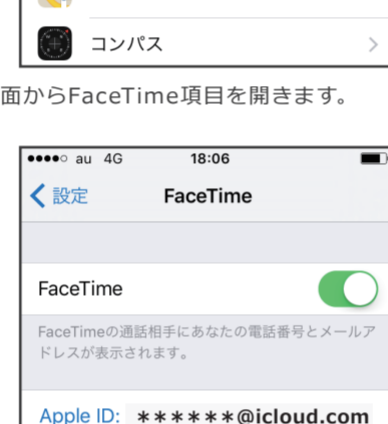 コンパス
面からFaceTime項目を開きます。
au 4G 18:06
設定 FaceTime
FaceTime
FaceTimeの通話相手にあなたの電話番号とメールア
ドレスが表示されます。
Apple ID: ******@icloud.com